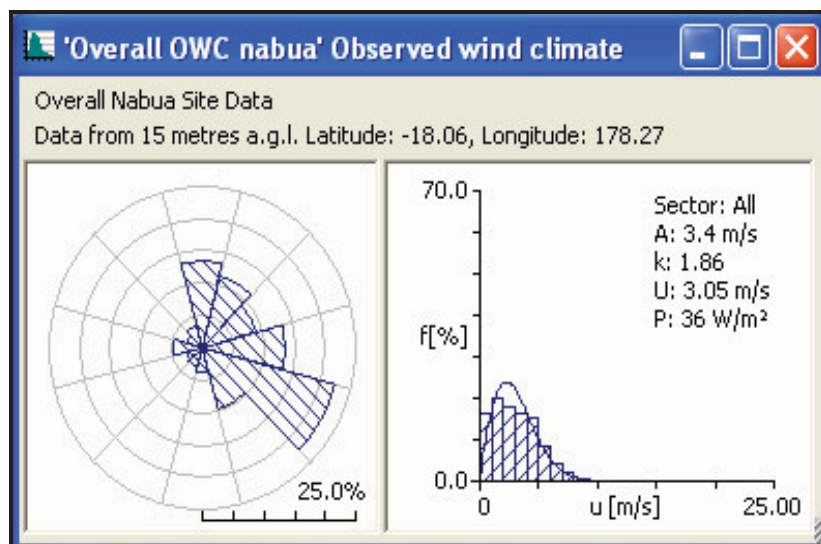 'Overall OWC nabua' Observed wind climate
Overall Nabua Site Data
Data from 15 metres a.g.l. Latitude: -18.06, Longitude: 178.27
25.0%
70.0
f[%]
0.0
0
u [m/s]
25.00
Sector: All
A: 3.4 m/s
k: 1.86
U: 3.05 m/s
P: 36 W/m²